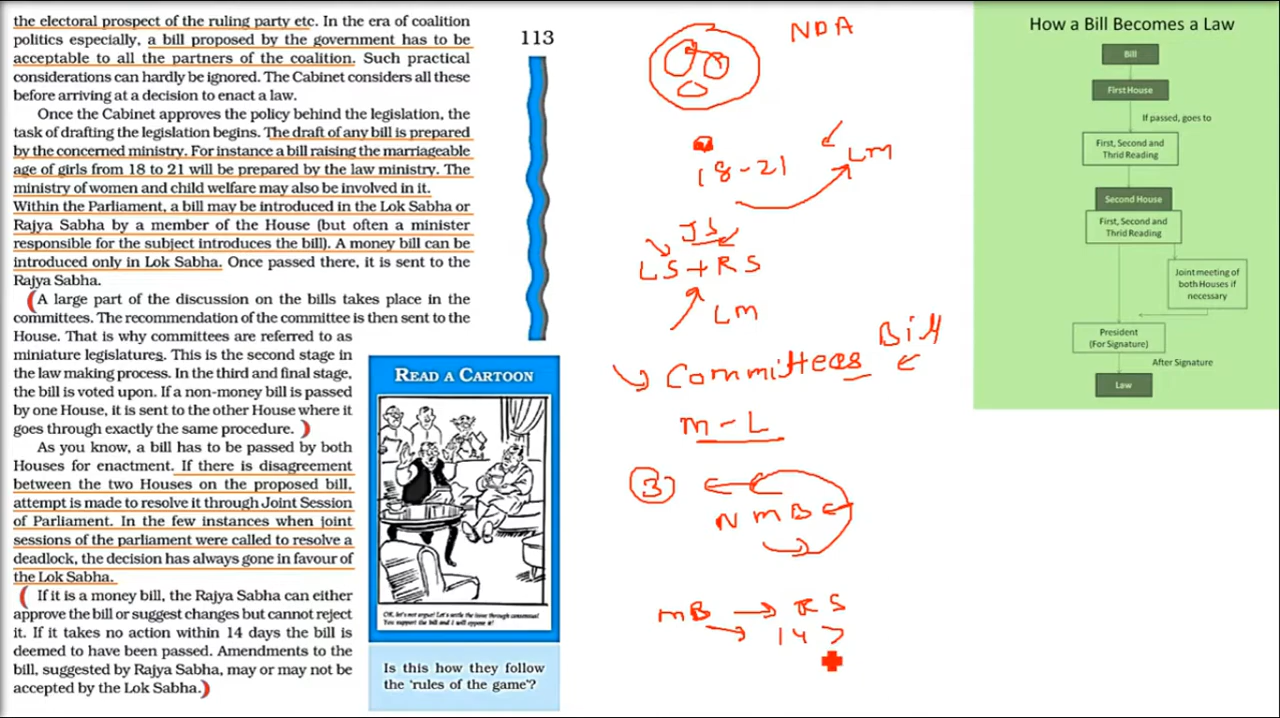 the electoral prospect of the ruling party etc. In the era of coalition
politics especially, a bill proposed by the government has to be
acceptable to all the partners of the coalition. Such practical
considerations can hardly be ignored. The Cabinet considers all these
before arriving at a decision to enact a law.
Once the Cabinet approves the policy behind the legislation, the
task of drafting the legislation begins. The draft of any bill is prepared
by the concerned ministry. For instance a bill raising the marriageable
age of girls from 18 to 21 will be prepared by the law ministry. The
ministry of women and child welfare may also be involved in it.
Within the Parliament, a bill may be introduced in the Lok Sabha or
Rajya Sabha by a member of the House (but often a minister
responsible for the subject introduces the bill). A money bill can be
introduced only in Lok Sabha. Once passed there, it is sent to the
Rajya Sabha.
A large part of the discussion on the bills takes place in the
committees. The recommendation of the committee is then sent to the
House. That is why committees are referred to as
miniature legislatures. This is the second stage in
the law making process. In the third and final stage,
the bill is voted upon. If a non-money bill is passed
by one House, it is sent to the other House where it
goes through exactly the same procedure.
As you know, a bill has to be passed by both
Houses for enactment. If there is disagreement
between the two Houses on the proposed bill,
attempt is made to resolve it through Joint Session
of Parliament. In the few instances when joint
sessions of the parliament were called to resolve a
deadlock, the decision has always gone in favour of
the Lok Sabha.
If it is a money bill, the Rajya Sabha can either
approve the bill or suggest changes but cannot reject
it. If it takes no action within 14 days the bill is
deemed to have been passed. Amendments to the
bill, suggested by Rajya Sabha, may or may not be
accepted by the Lok Sabha.
113
READ A CARTOON
OK, let's not argue! Let's settle the issue through consensus!
You support the bill and I will oppose it!
Is this how they follow
the 'rules of the game'?
NDA
18-21
LM
JS
LS+RS
LM
Committees Bill
M-L
3
NMB
MB → RS
14
How a Bill Becomes a Law
Bill
First House
If passed, goes to
First, Second and
Thrid Reading
Second House
First, Second and
Thrid Reading
Joint meeting of
both Houses if
necessary
President
(For Signature)
After Signature
Law